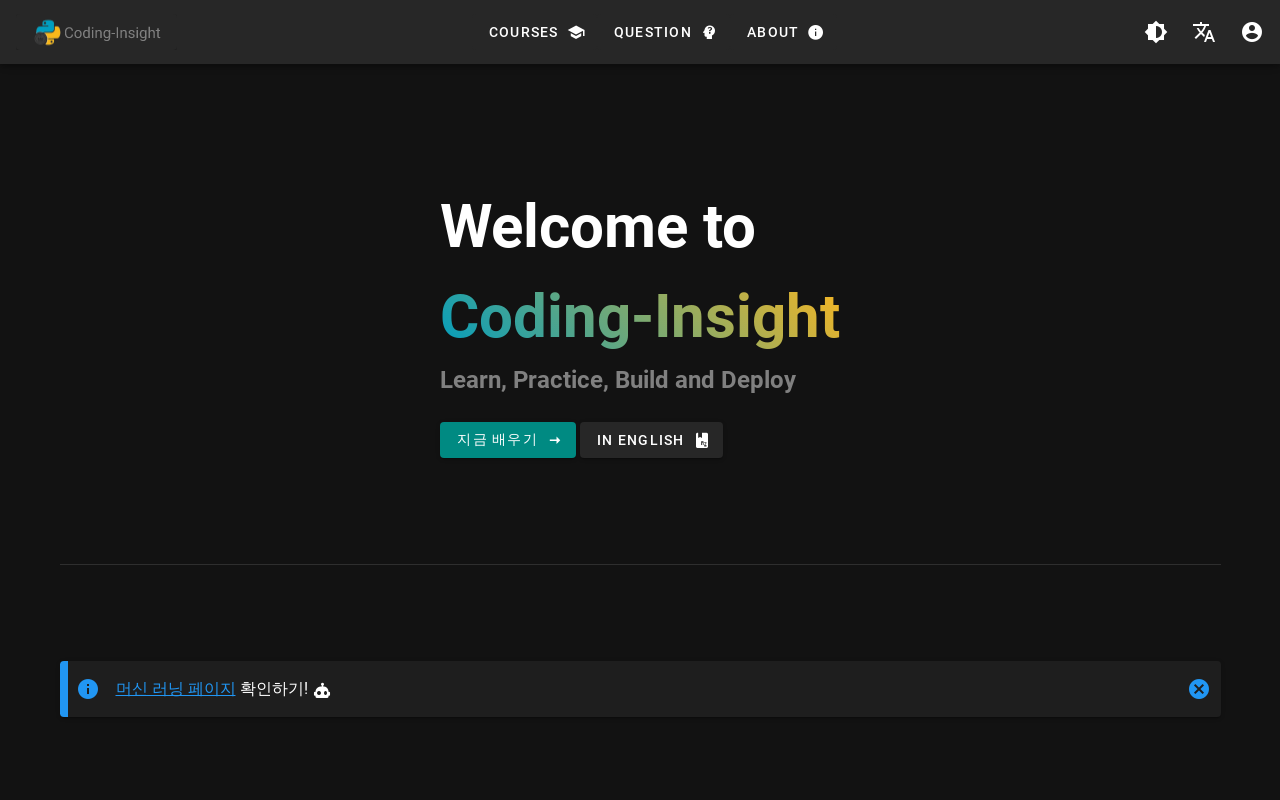 Coding-Insight
COURSES QUESTION ABOUT
Welcome to
Coding-Insight
Learn, Practice, Build and Deploy
지금 배우기 → IN ENGLISH
머신 러닝 페이지 확인하기!